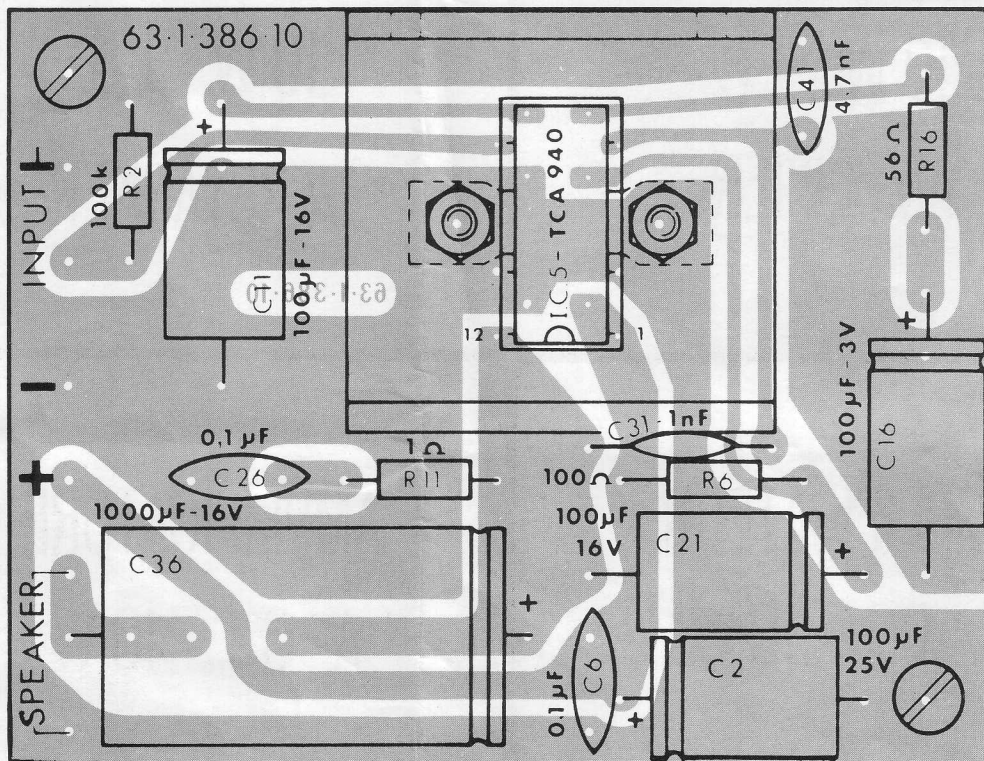 63·1·386·10
C41
4.7nF
R2
100k
+
INPUT
C11
100µF-16V
63·1·386·10
IC.5-TCA 940
12
1
56Ω
R16
+
100µF-3V
C16
C31-1nF
0,1µF
C26
1Ω
R11
100Ω
R6
+
1000µF-16V
C36
+
100µF
16V
C21
+
SPEAKER
C6
0.1µF
C2
+
100µF
25V